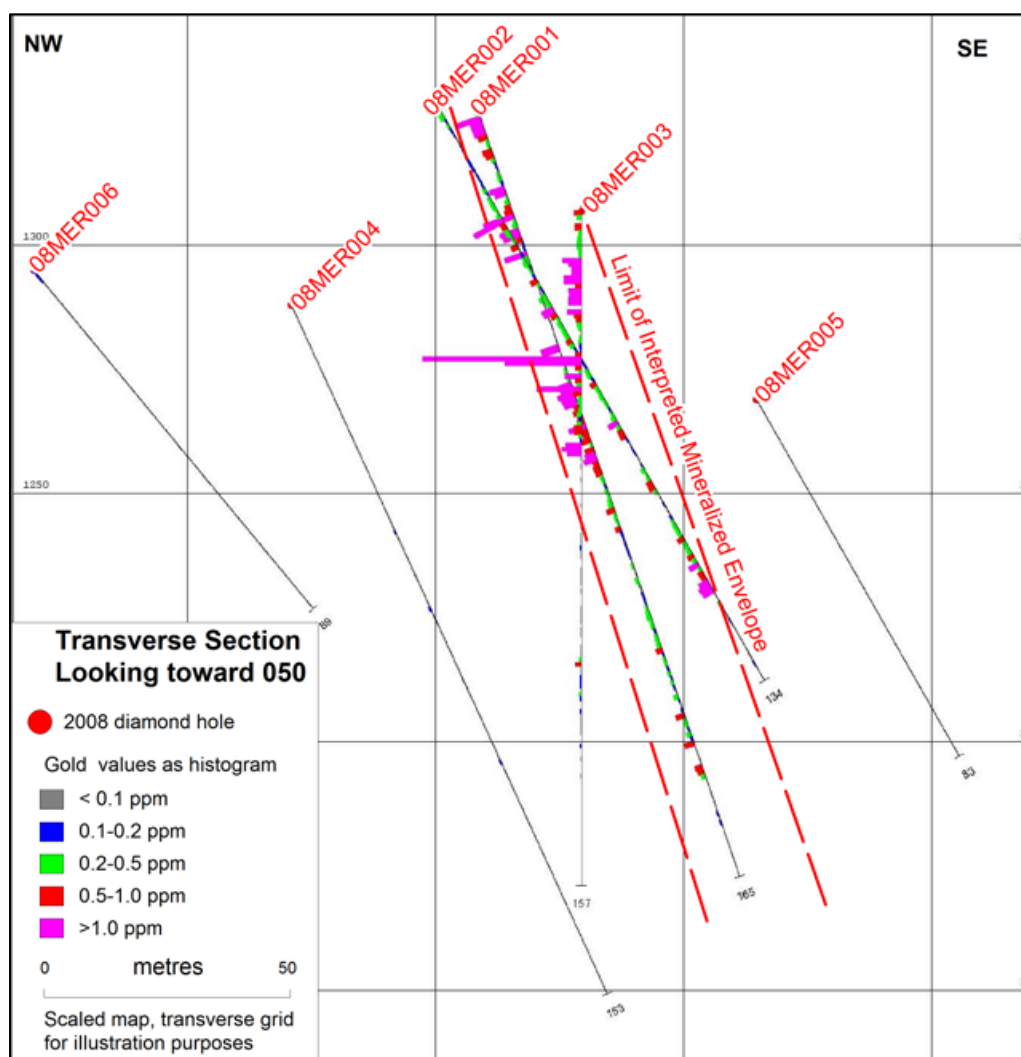 NW
SE
08MER002
08MER001
08MER003
08MER006
08MER004
08MER005
1300
1250
Limit of Interpreted Mineralized Envelope
89
134
83
165
157
153
Transverse Section
Looking toward 050
2008 diamond hole
Gold values as histogram
< 0.1 ppm
0.1-0.2 ppm
0.2-0.5 ppm
0.5-1.0 ppm
>1.0 ppm
0 metres 50
Scaled map, transverse grid
for illustration purposes